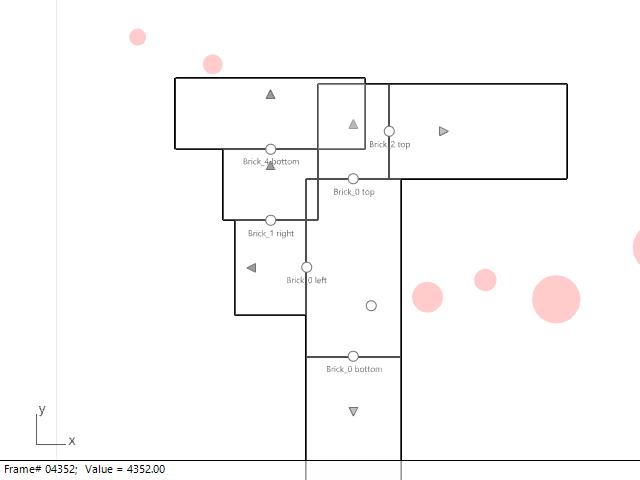 Brick_2 top
Brick_4 bottom
Brick_0 top
Brick_1 right
Brick_0 left
Brick_0 bottom
y
x
Frame# 04352; Value = 4352.00